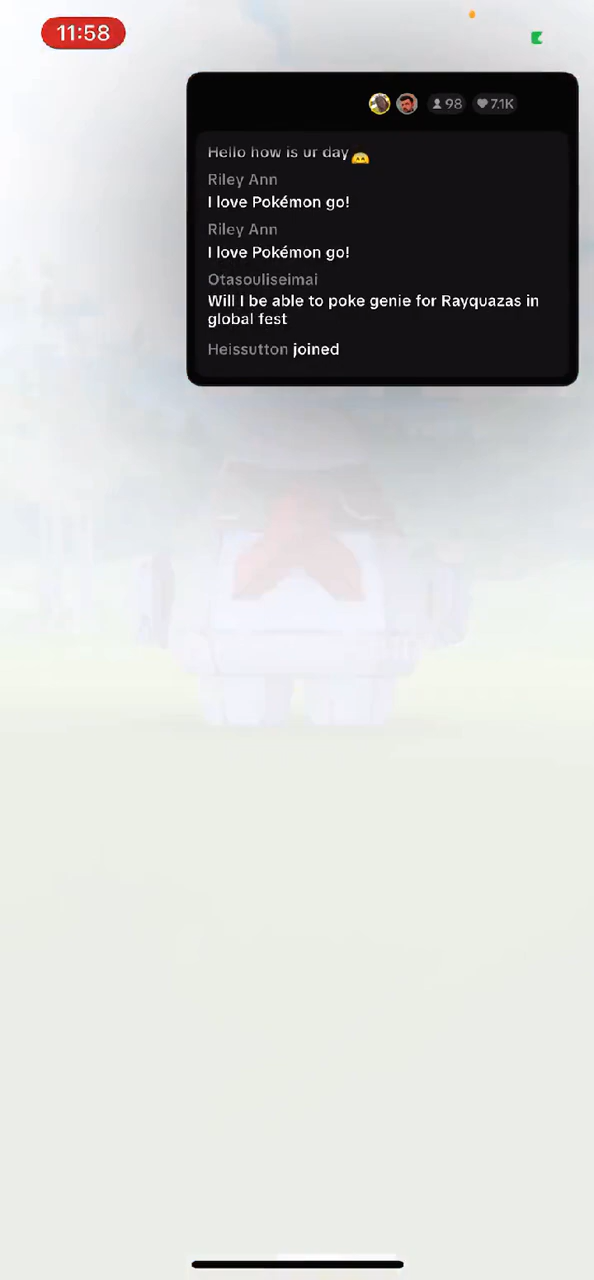 11:58
98
7.1K
Hello how is ur day
Riley Ann
I love Pokémon go!
Riley Ann
I love Pokémon go!
Otasouliseimai
Will I be able to poke genie for Rayquazas in
global fest
Heissutton joined